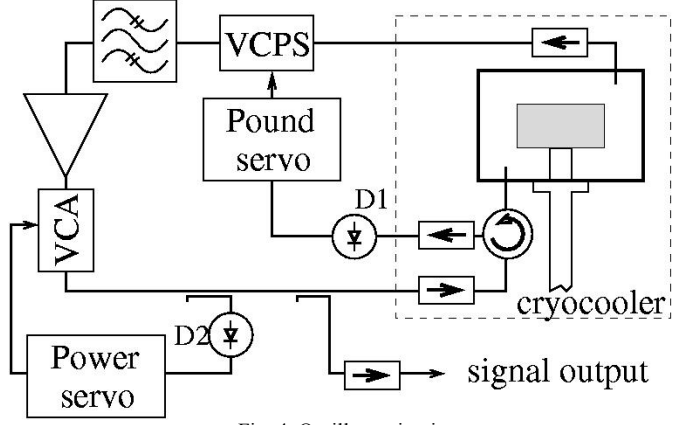 VCPS
Pound
servo
D1
VCA
cryocooler
D2
Power
servo
signal output